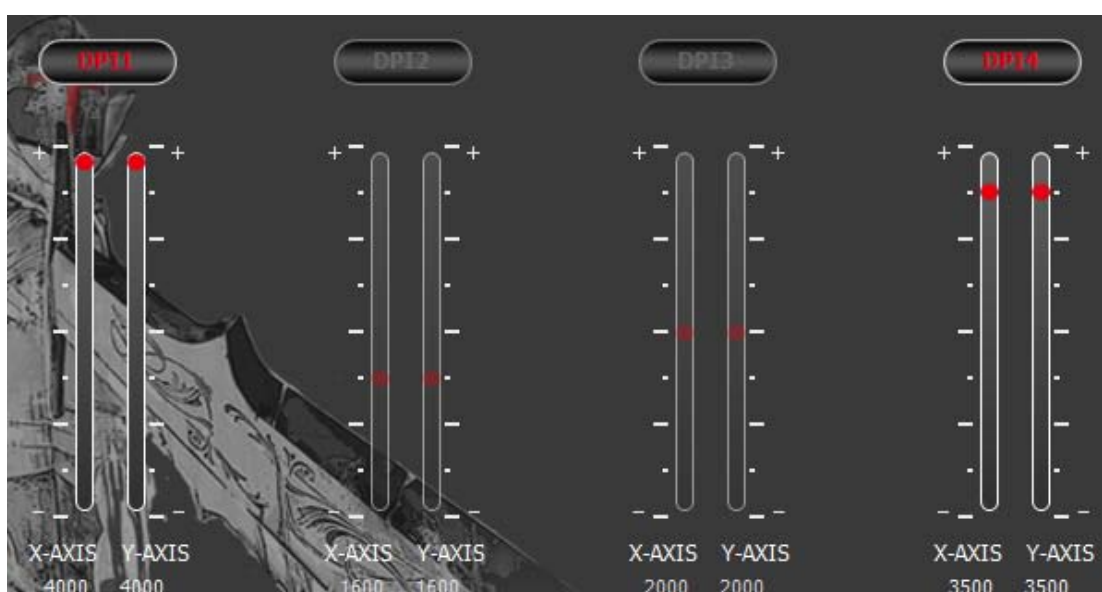 DPI1 DPI2 DPI3 DPI4
+ + + + + + + +
- - - - - - - -
X-AXIS Y-AXIS X-AXIS Y-AXIS X-AXIS Y-AXIS X-AXIS Y-AXIS
4000 4000 1600 1600 2000 2000 3500 3500